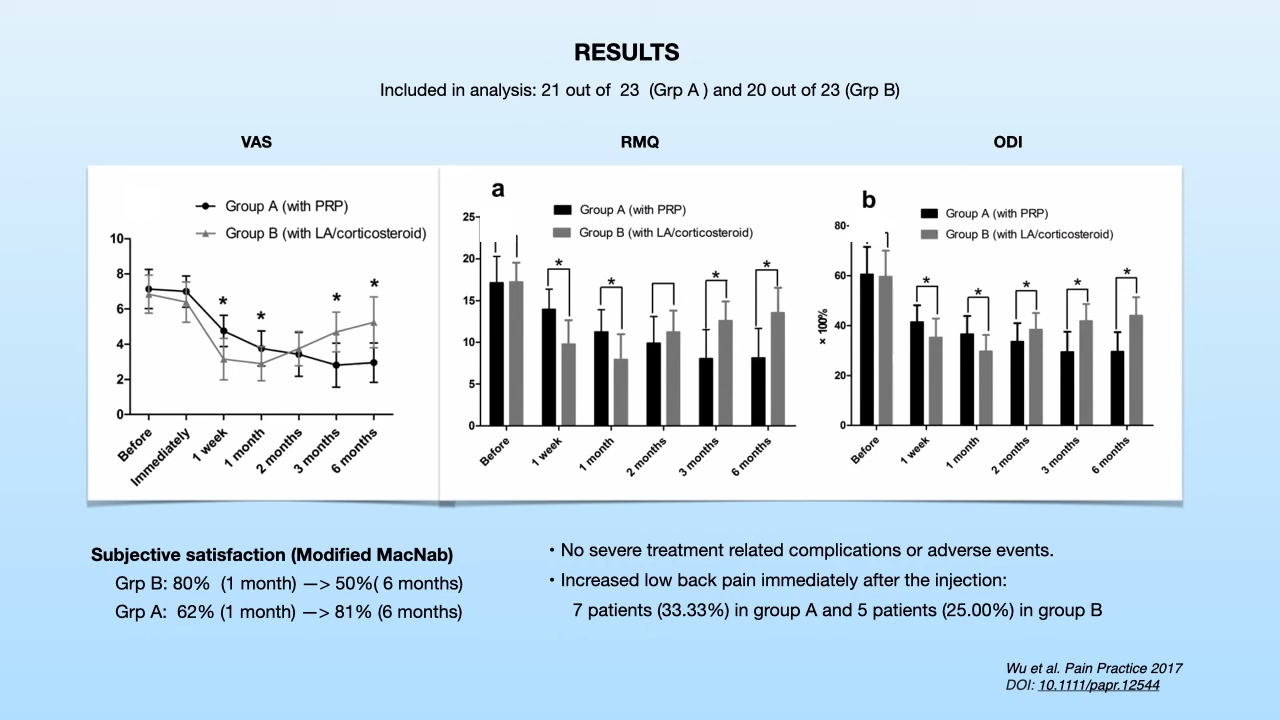 RESULTS
Included in analysis: 21 out of 23 (Grp A ) and 20 out of 23 (Grp B)
VAS
RMQ
ODI
Group A (with PRP)
Group B (with LA/corticosteroid)
10
8
6
4
2
0
*
*
*
*
Before
Immediately
1 week
1 month
2 months
3 months
6 months
a
Group A (with PRP)
Group B (with LA/corticosteroid)
25
20
15
10
5
0
*
*
*
*
Before
1 week
1 month
2 months
3 months
6 months
b
Group A (with PRP)
Group B (with LA/corticosteroid)
× 100%
80
60
40
20
0
*
*
*
*
*
Before
1 week
1 month
2 months
3 months
6 months
Subjective satisfaction (Modified MacNab)
Grp B: 80% (1 month) —> 50%( 6 months)
Grp A: 62% (1 month) —> 81% (6 months)
• No severe treatment related complications or adverse events.
• Increased low back pain immediately after the injection:
7 patients (33.33%) in group A and 5 patients (25.00%) in group B
Wu et al. Pain Practice 2017
DOI: 10.1111/papr.12544